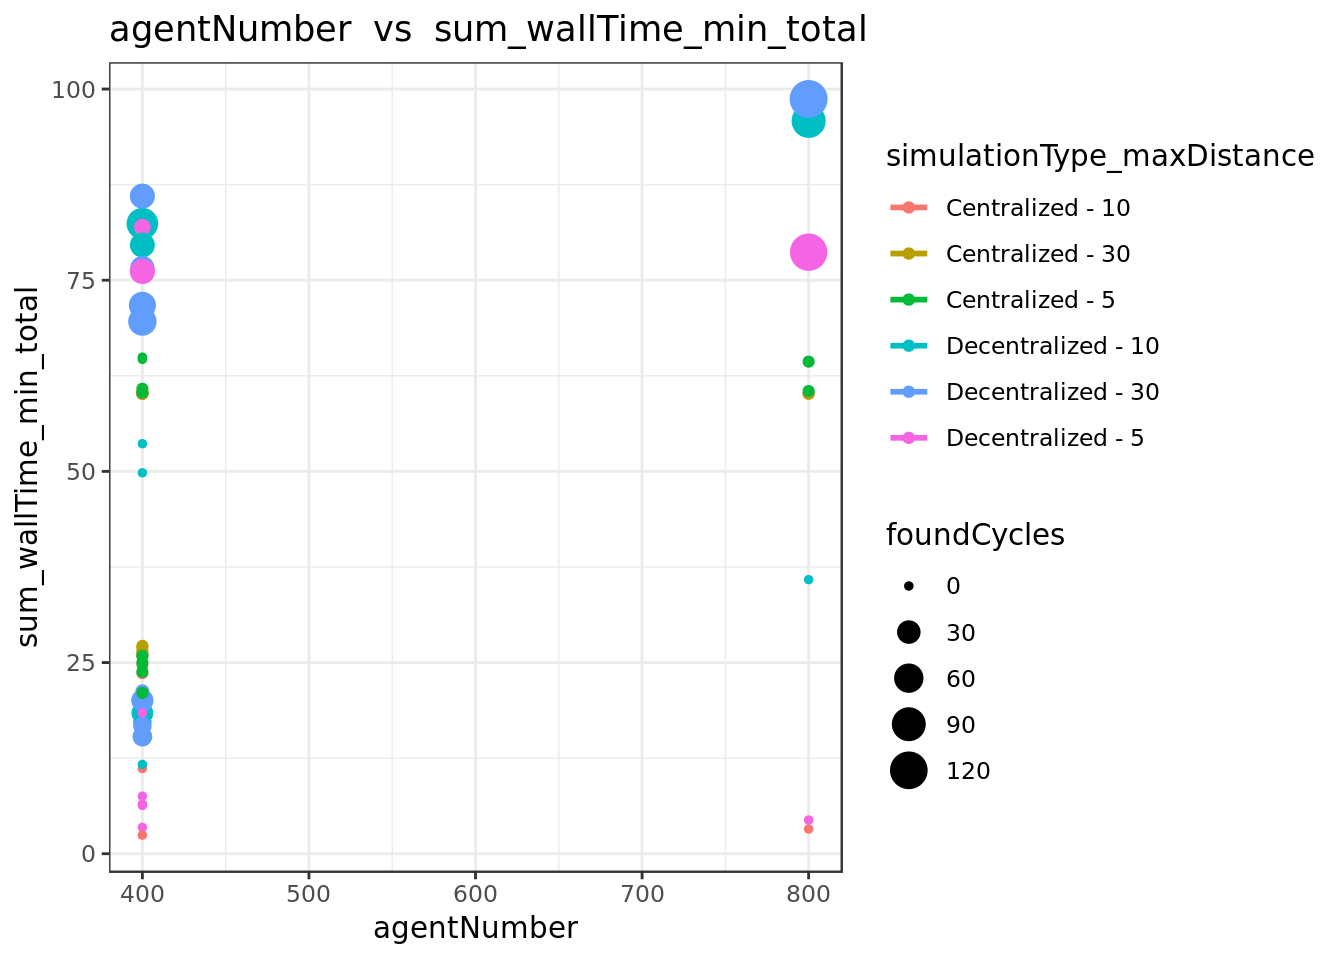 agentNumber vs sum_wallTime_min_total
sum_wallTime_min_total
100
75
50
25
0
400 500 600 700 800
agentNumber
simulationType_maxDistance
Centralized - 10
Centralized - 30
Centralized - 5
Decentralized - 10
Decentralized - 30
Decentralized - 5
foundCycles
0
30
60
90
120